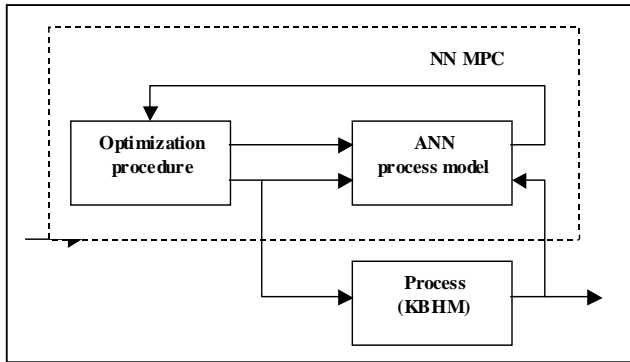 NN MPC
Optimization
procedure
ANN
process model
Process
(KBHM)